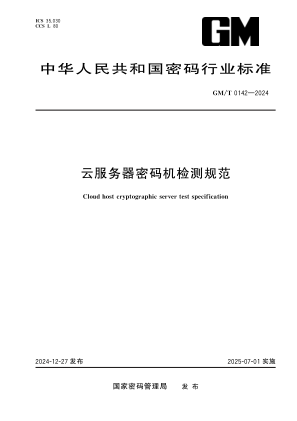 ICS 35.030
CCS L 80
GM
中华人民共和国密码行业标准
GM/T 0142—2024
云服务器密码机检测规范
Cloud host cryptographic server test specification
2024-12-27 发布
2025-07-01 实施
国家密码管理局 发布